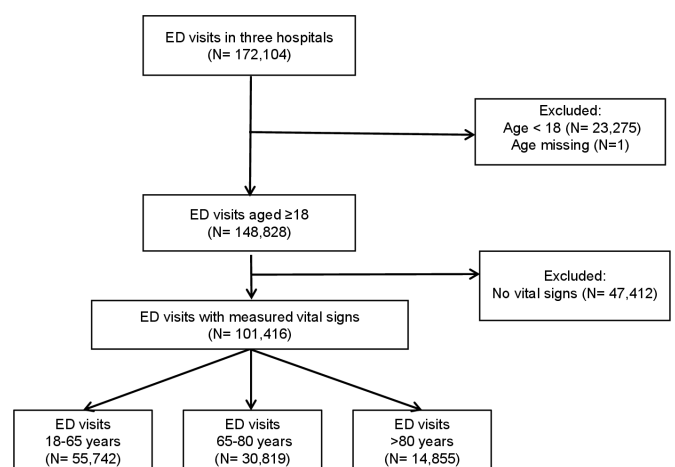 ED visits in three hospitals
(N= 172,104)
Excluded:
Age < 18 (N= 23,275)
Age missing (N=1)
ED visits aged ≥18
(N= 148,828)
Excluded:
No vital signs (N= 47,412)
ED visits with measured vital signs
(N= 101,416)
ED visits
18-65 years
(N= 55,742)
ED visits
65-80 years
(N= 30,819)
ED visits
>80 years
(N= 14,855)